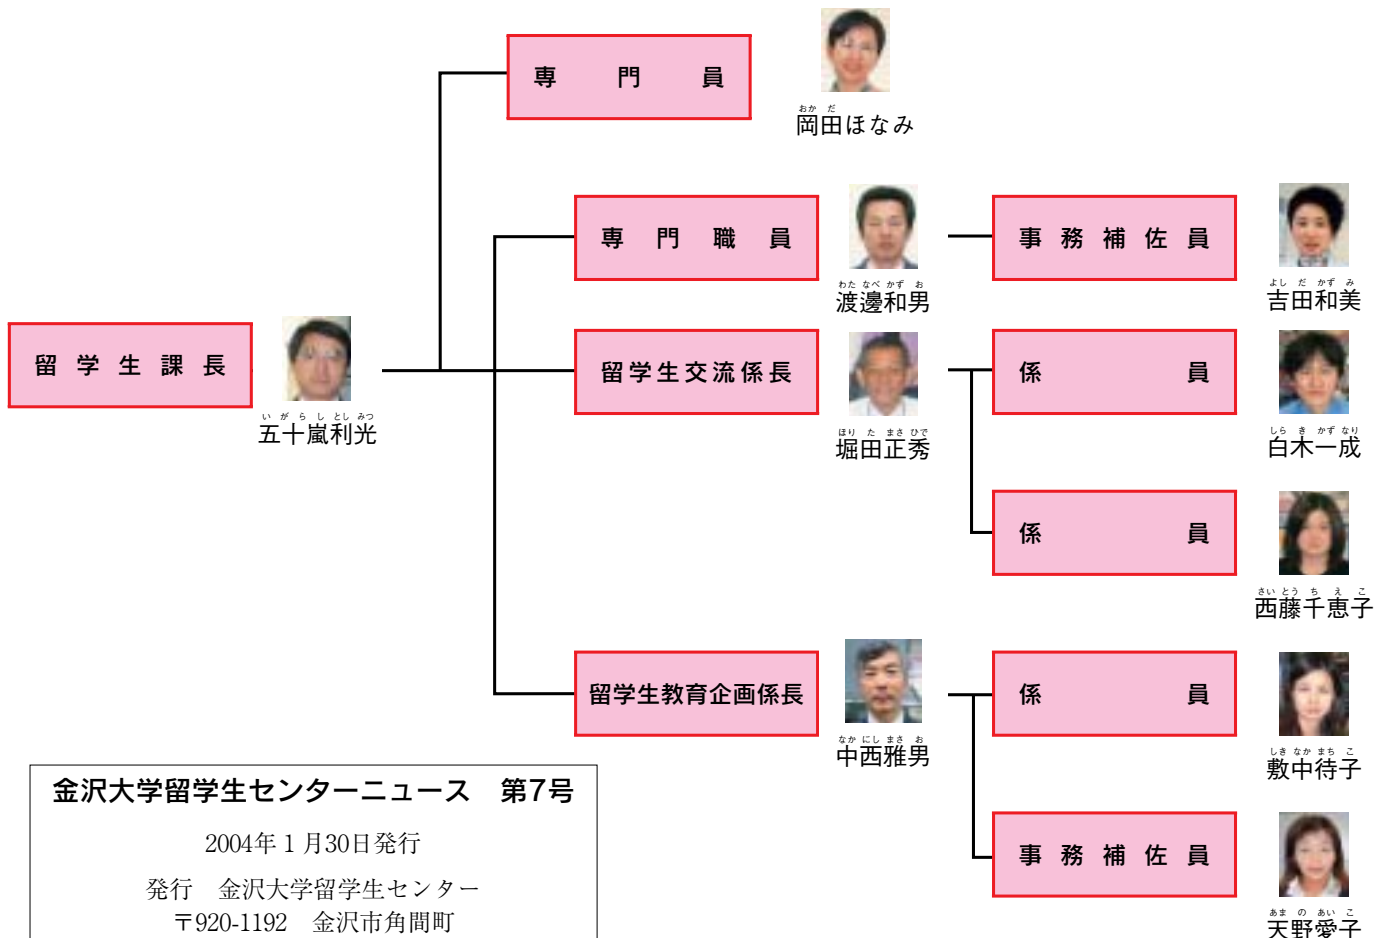 専門員
おかだ
岡田ほなみ
専門職員
わたなべかずお
渡邊和男
事務補佐員
よしだかずみ
吉田和美
留学生課長
いがらしとしみつ
五十嵐利光
留学生交流係長
ほりたまさひで
堀田正秀
係員
しらきかずなり
白木一成
係員
さいとうちえこ
西藤千恵子
留学生教育企画係長
なかにしまさお
中西雅男
係員
しきなかまちこ
敷中待子
事務補佐員
あまのあいこ
天野愛子
金沢大学留学生センターニュース　第7号
2004年1月30日発行
発行　金沢大学留学生センター
〒920-1192　金沢市角間町